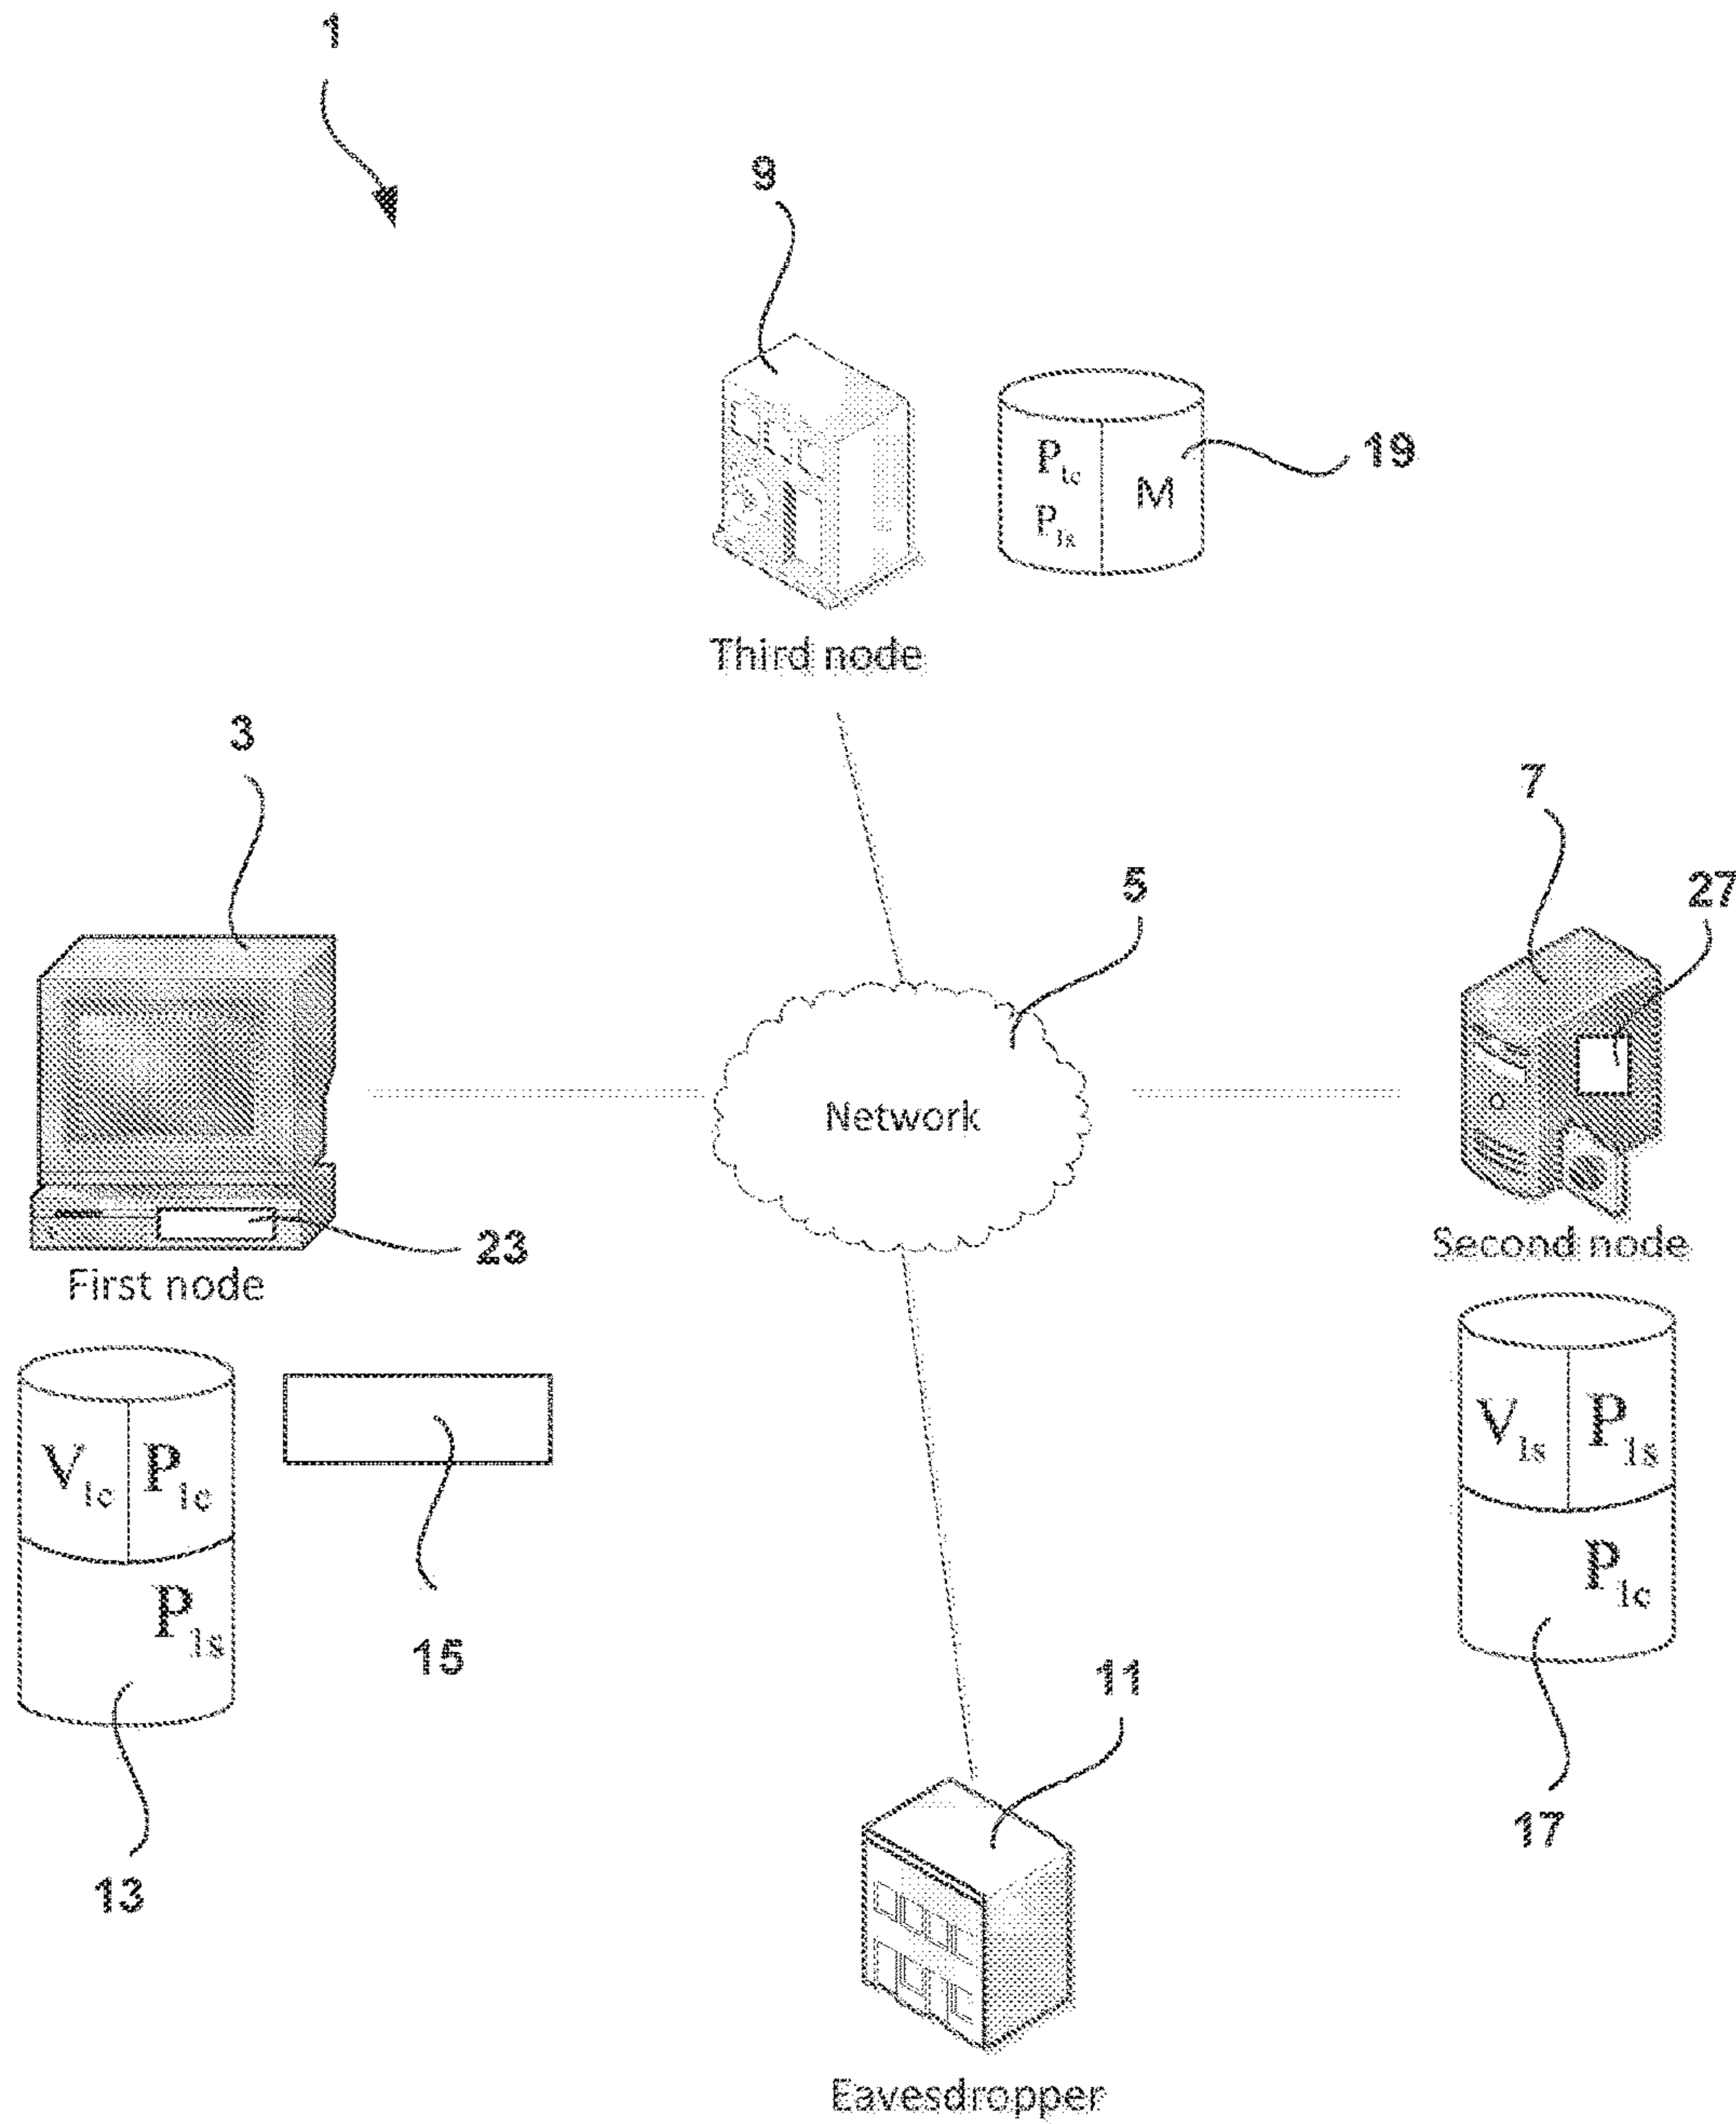 1
9
P1c
P1s
M
19
Third node
3
7
5
27
Network
23
First node
Second node
V1c
P1c
P1s
15
13
V1s
P1s
P1c
17
11
Eavesdropper